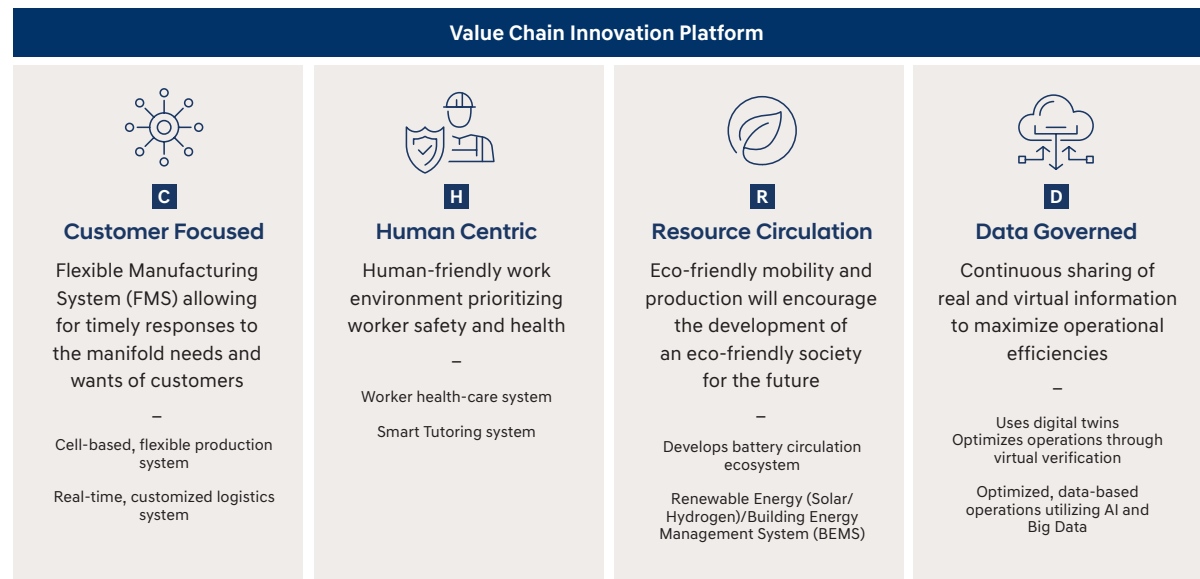 Value Chain Innovation Platform
C
Customer Focused
Flexible Manufacturing
System (FMS) allowing
for timely responses to
the manifold needs and
wants of customers
–
Cell-based, flexible production
system
Real-time, customized logistics
system
H
Human Centric
Human-friendly work
environment prioritizing
worker safety and health
–
Worker health-care system
Smart Tutoring system
R
Resource Circulation
Eco-friendly mobility and
production will encourage
the development of
an eco-friendly society
for the future
–
Develops battery circulation
ecosystem
Renewable Energy (Solar/
Hydrogen)/Building Energy
Management System (BEMS)
D
Data Governed
Continuous sharing of
real and virtual information
to maximize operational
efficiencies
–
Uses digital twins
Optimizes operations through
virtual verification
Optimized, data-based
operations utilizing AI and
Big Data